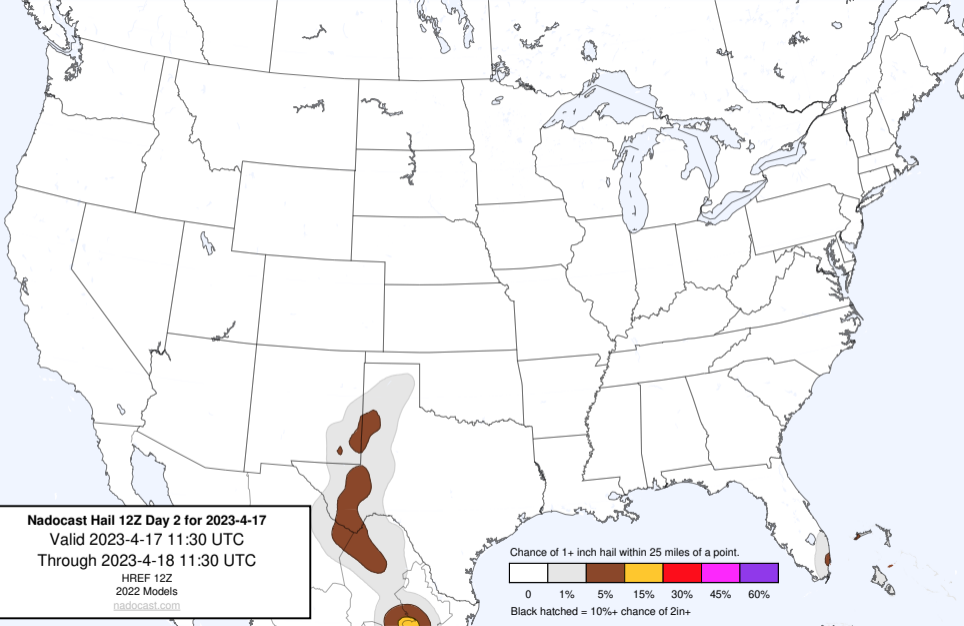 Nadocast Hail 12Z Day 2 for 2023-4-17
Valid 2023-4-17 11:30 UTC
Through 2023-4-18 11:30 UTC
HREF 12Z
2022 Models
nadocast.com
Chance of 1+ inch hail within 25 miles of a point.
0 1% 5% 15% 30% 45% 60%
Black hatched = 10%+ chance of 2in+